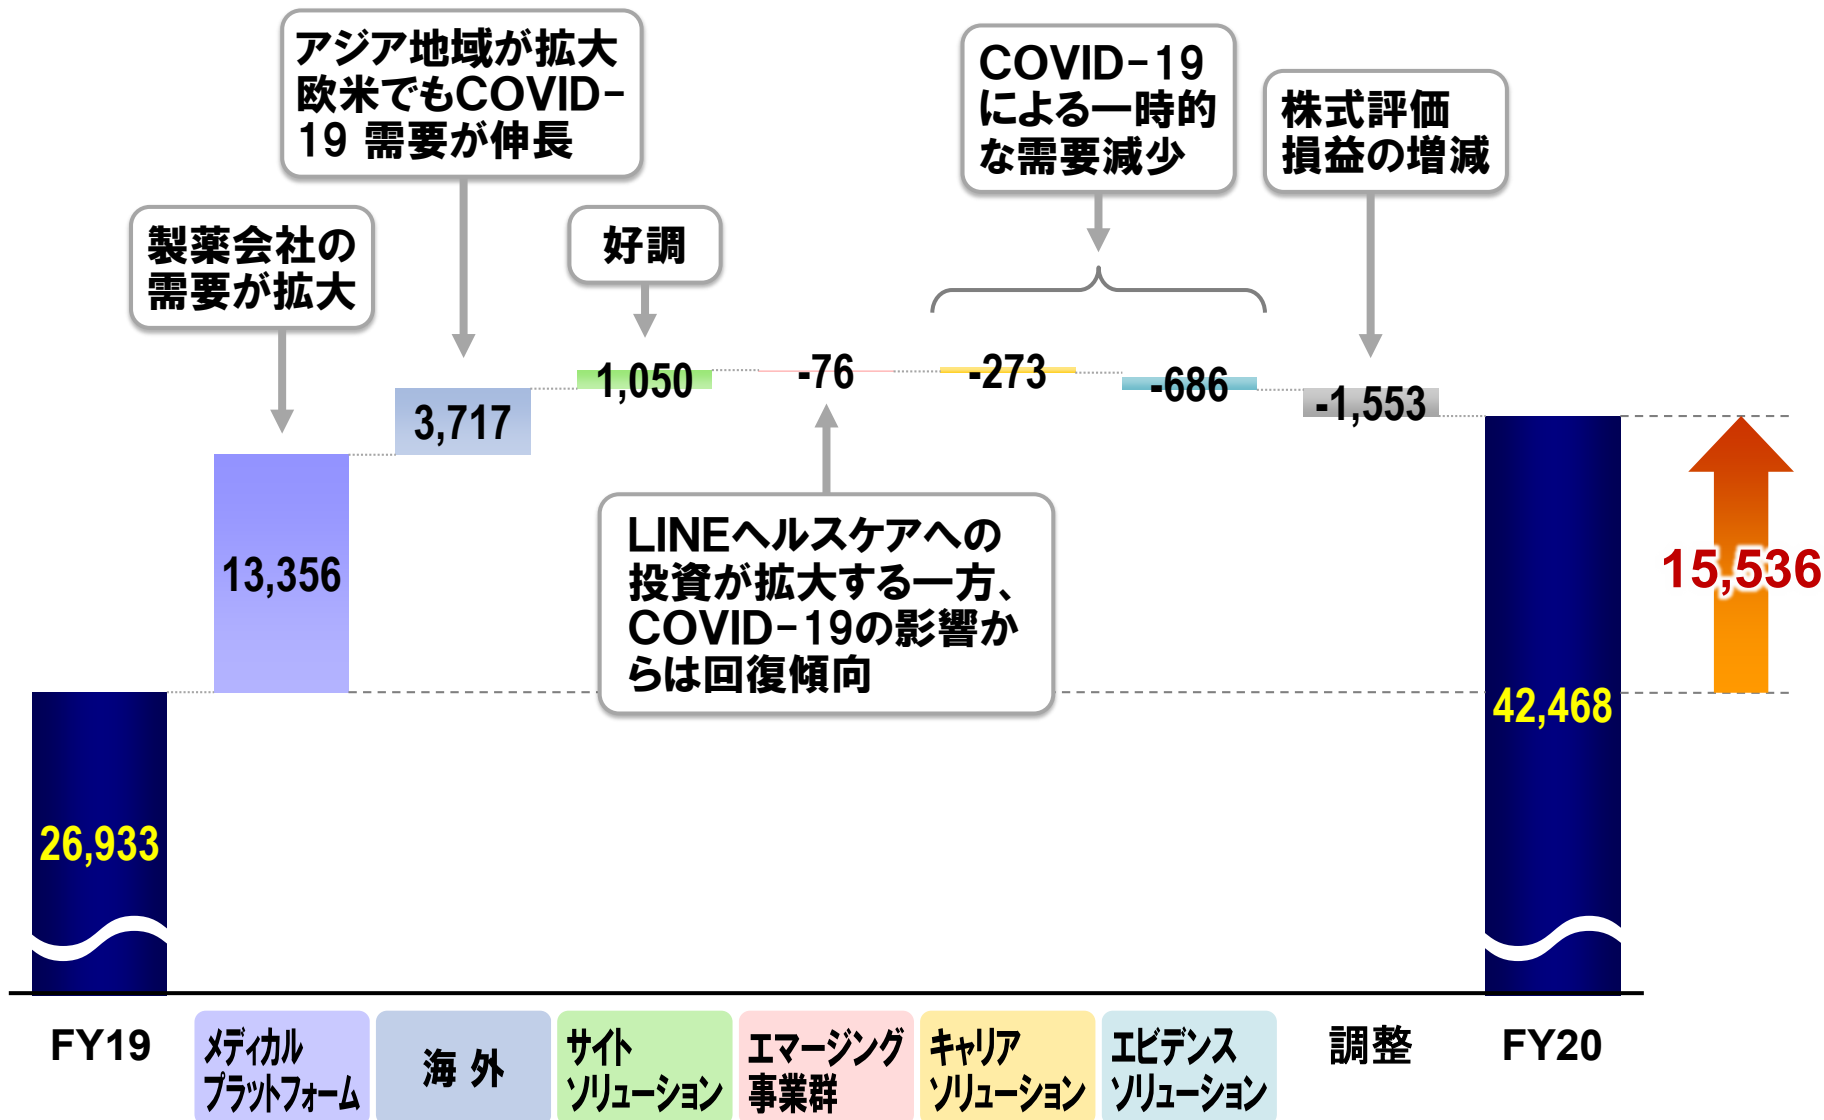 アジア地域が拡大
欧米でもCOVID-
19 需要が伸長
COVID-19
による一時的
な需要減少
株式評価
損益の増減
製薬会社の
需要が拡大
好調
13,356
3,717
1,050
-76
-273
-686
-1,553
LINEヘルスケアへの
投資が拡大する一方、
COVID-19の影響か
らは回復傾向
26,933
42,468
15,536
FY19
メディカル
プラットフォーム
海 外
サイト
ソリューション
エマージング
事業群
キャリア
ソリューション
エビデンス
ソリューション
調整
FY20